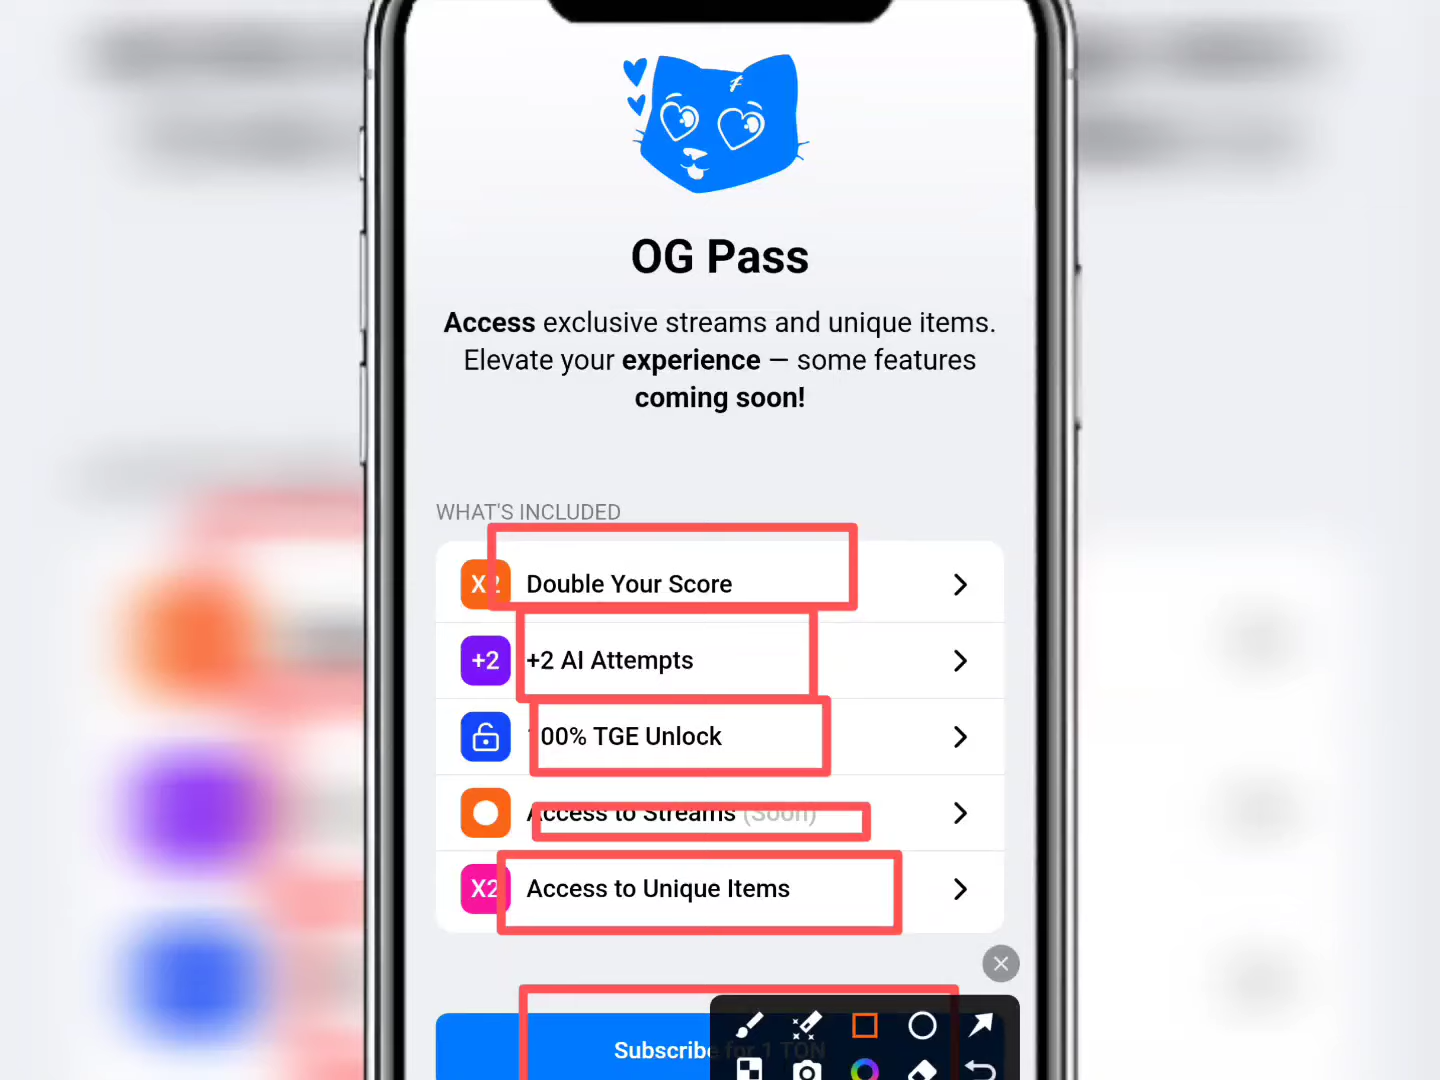 OG Pass
Access exclusive streams and unique items.
Elevate your experience — some features
coming soon!
WHAT'S INCLUDED
X2 Double Your Score
+2 +2 AI Attempts
100% TGE Unlock
Access to Streams (Soon)
X2 Access to Unique Items
Subscribe for 1 TON